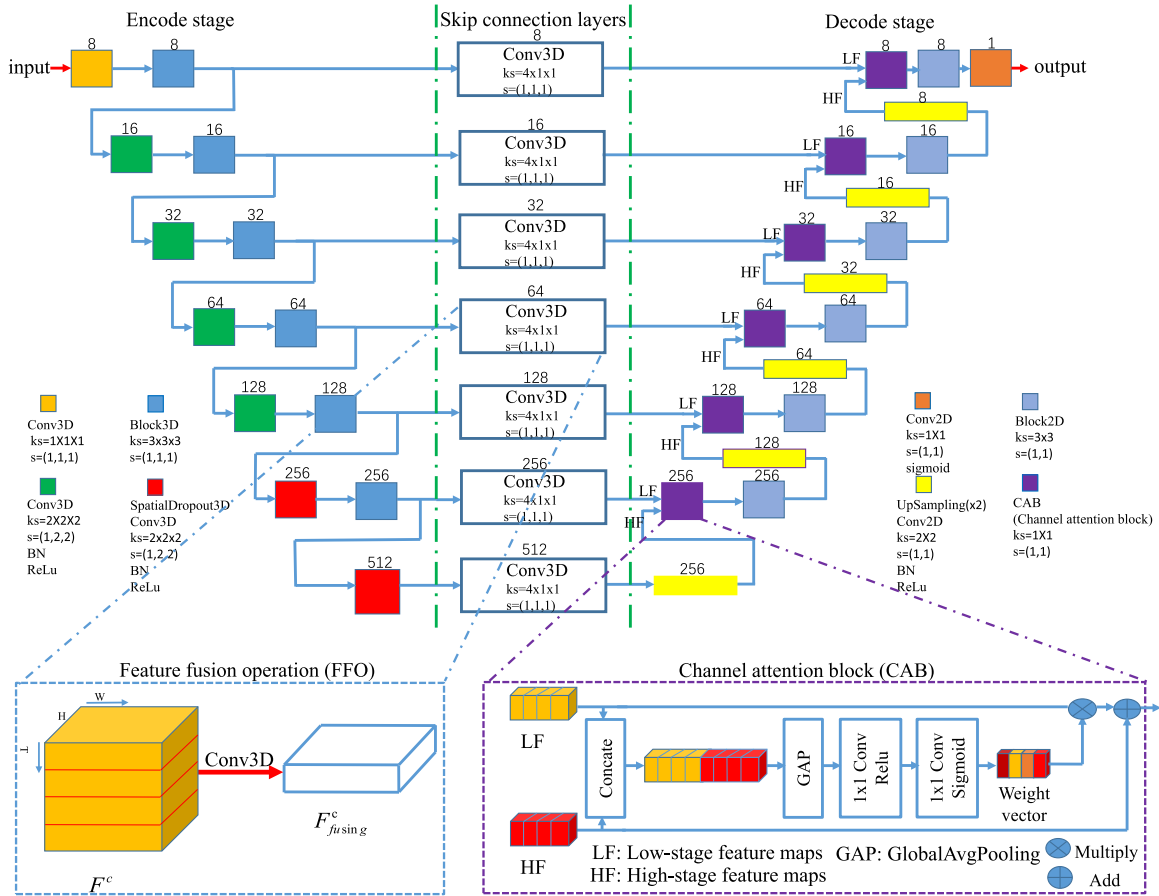 Encode stage
Skip connection layers
Decode stage
input
8
8
8
Conv3D
ks=4x1x1
s=(1,1,1)
LF
8
8
1
output
HF
8
16
16
16
Conv3D
ks=4x1x1
s=(1,1,1)
LF
16
16
HF
16
32
32
32
Conv3D
ks=4x1x1
s=(1,1,1)
LF
32
32
HF
32
64
64
64
Conv3D
ks=4x1x1
s=(1,1,1)
LF
64
64
HF
64
128
128
128
Conv3D
ks=4x1x1
s=(1,1,1)
LF
128
128
HF
128
256
256
256
Conv3D
ks=4x1x1
s=(1,1,1)
LF
256
256
HF
512
512
Conv3D
ks=4x1x1
s=(1,1,1)
256
Conv3D
ks=1X1X1
s=(1,1,1)
Block3D
ks=3x3x3
s=(1,1,1)
Conv3D
ks=2X2X2
s=(1,2,2)
BN
ReLu
SpatialDropout3D
Conv3D
ks=2x2x2
s=(1,2,2)
BN
ReLu
Conv2D
ks=1X1
s=(1,1)
sigmoid
Block2D
ks=3x3
s=(1,1)
UpSampling(x2)
Conv2D
ks=2X2
s=(1,1)
BN
ReLu
CAB
(Channel attention block)
ks=1X1
s=(1,1)
Feature fusion operation (FFO)
W
H
T
Conv3D
F^c
F^c_{fusing}
Channel attention block (CAB)
LF
HF
Concate
GAP
1x1 Conv
Relu
1x1 Conv
Sigmoid
Weight
vector
LF: Low-stage feature maps
GAP: GlobalAvgPooling
Multiply
HF: High-stage feature maps
Add